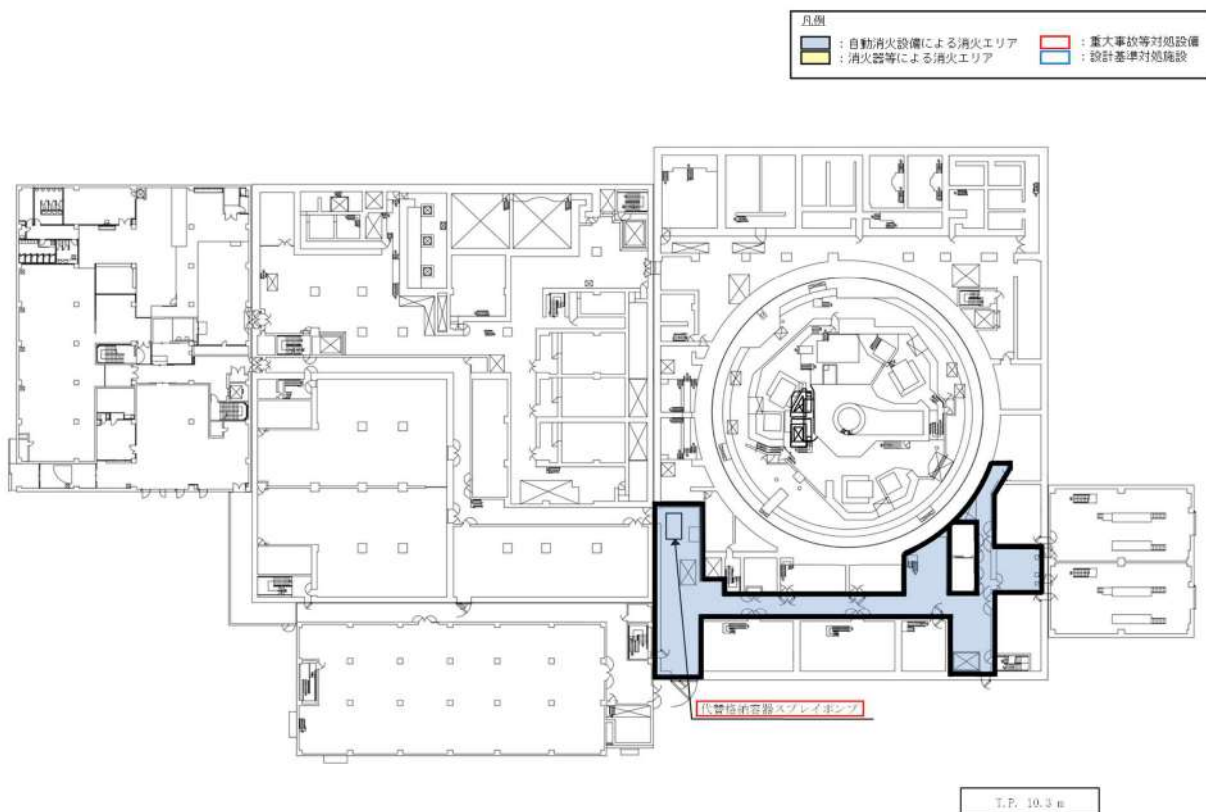 凡例
：自動消火設備による消火エリア
：重大事故等対処設備
：消火器等による消火エリア
：設計基準対処施設
代替格納容器スプレイポンプ
T.P. 10.3 m